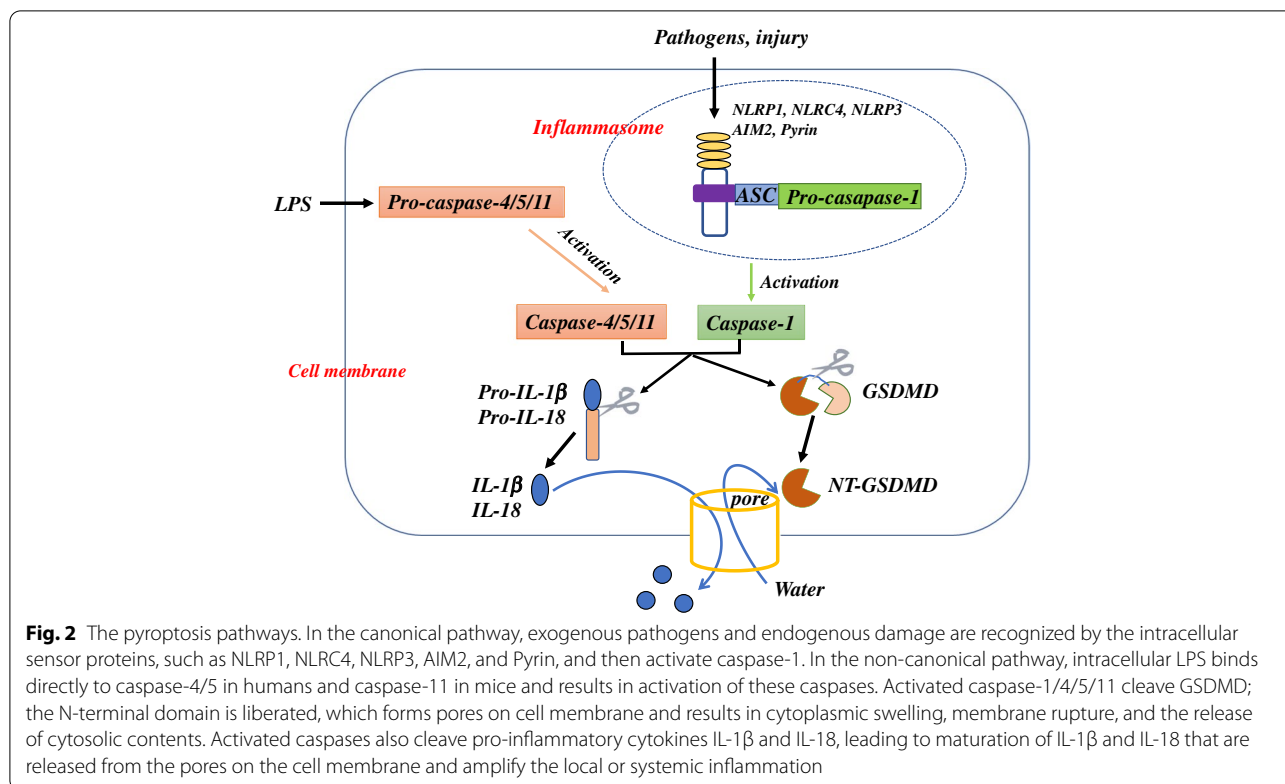 Pathogens, injury
NLRP1, NLRC4, NLRP3
AIM2, Pyrin
Inflammasome
ASC Pro-casapase-1
LPS
Pro-caspase-4/5/11
Activation
Activation
Caspase-4/5/11
Caspase-1
Cell membrane
Pro-IL-1β
Pro-IL-18
GSDMD
IL-1β
IL-18
NT-GSDMD
pore
Water
Fig. 2 The pyroptosis pathways. In the canonical pathway, exogenous pathogens and endogenous damage are recognized by the intracellular
sensor proteins, such as NLRP1, NLRC4, NLRP3, AIM2, and Pyrin, and then activate caspase-1. In the non-canonical pathway, intracellular LPS binds
directly to caspase-4/5 in humans and caspase-11 in mice and results in activation of these caspases. Activated caspase-1/4/5/11 cleave GSDMD;
the N-terminal domain is liberated, which forms pores on cell membrane and results in cytoplasmic swelling, membrane rupture, and the release
of cytosolic contents. Activated caspases also cleave pro-inflammatory cytokines IL-1β and IL-18, leading to maturation of IL-1β and IL-18 that are
released from the pores on the cell membrane and amplify the local or systemic inflammation